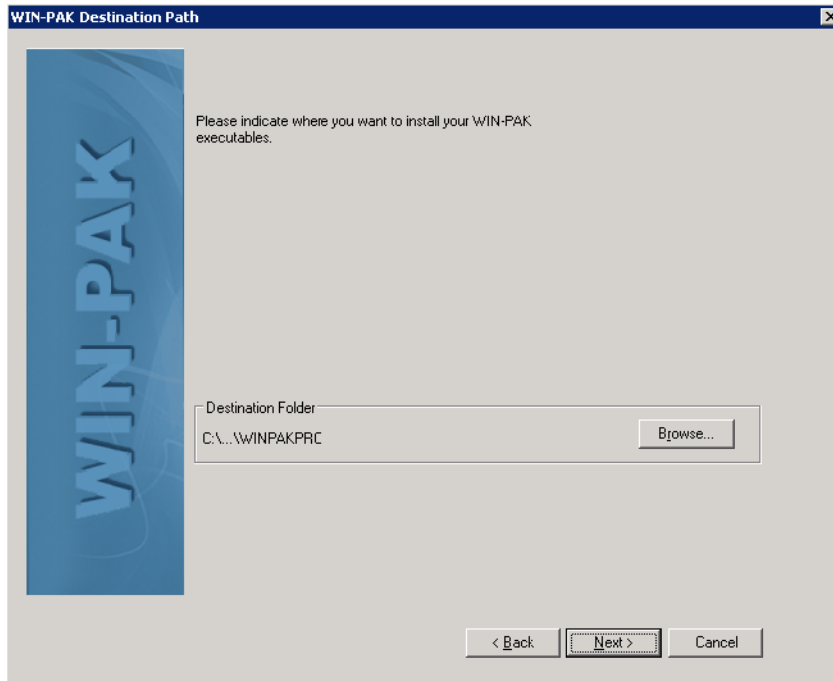 WIN-PAK Destination Path
WIN-PAK
Please indicate where you want to install your WIN-PAK
executables.
Destination Folder
C:\...\WINPAKPRC
Browse...
< Back
Next >
Cancel